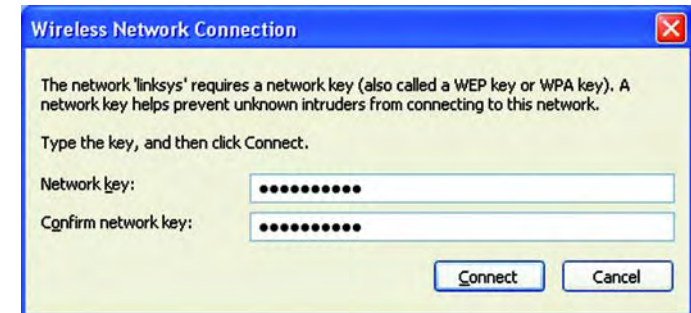 Wireless Network Connection
The network 'linksys' requires a network key (also called a WEP key or WPA key). A
network key helps prevent unknown intruders from connecting to this network.
Type the key, and then click Connect.
Network key: ●●●●●●●●●●
Confirm network key: ●●●●●●●●●●
Connect Cancel